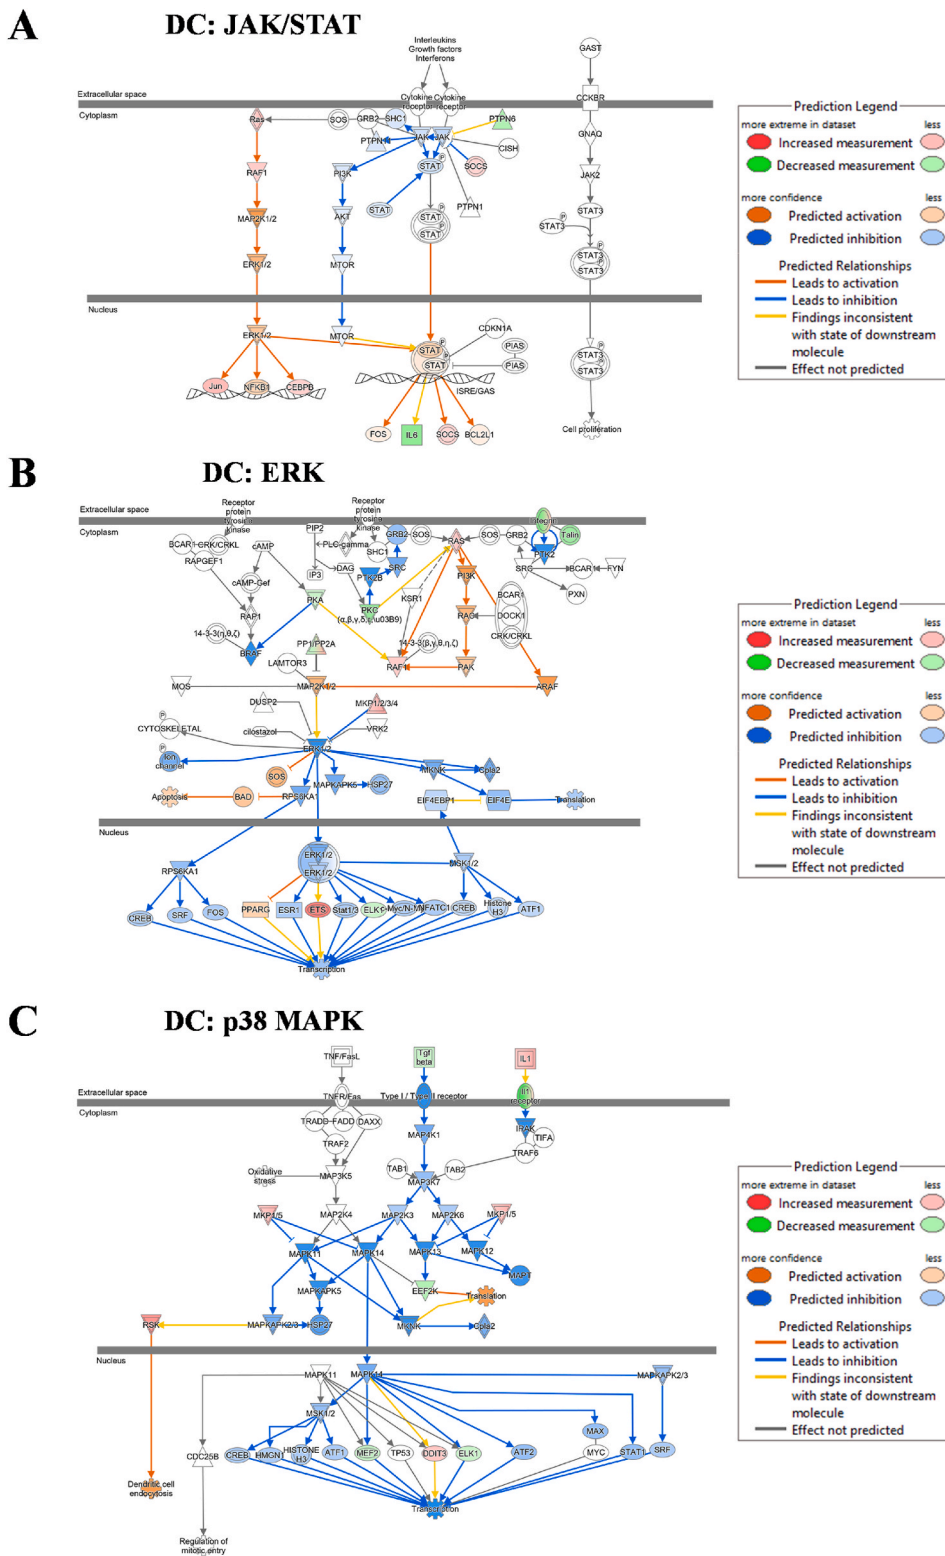 A
DC: JAK/STAT
Interleukins
Growth factors
Interferons
GAST
Extracellular space
Cytoplasm
Cytokine
receptor
Cytokine
receptor
CCKBR
Ras
SOS
GRB2
SHC1
PTPN6
JAK
JAK
GNAQ
CISH
RAF1
PI3K
P
STAT
SOCS
JAK2
MAP2K1/2
AKT
STAT
P
STAT
P
STAT
PTPN1
P
STAT3
P
STAT3
ERK1/2
MTOR
P
STAT3
P
STAT3
Nucleus
ERK1/2
MTOR
P
STAT
P
STAT
CDKN1A
PIAS
PIAS
P
STAT3
P
STAT3
Jun
NFKB1
CEBPB
ISRE/GAS
FOS
IL6
SOCS
BCL2L1
Cell proliferation
Prediction Legend
more extreme in dataset
less
Increased measurement
Decreased measurement
more confidence
less
Predicted activation
Predicted inhibition
Predicted Relationships
Leads to activation
Leads to inhibition
Findings inconsistent
with state of downstream
molecule
Effect not predicted
B
DC: ERK
Extracellular space
Cytoplasm
Receptor
protein
tyrosine
kinase
Receptor
protein
tyrosine
kinase
Integrin
Talin
BCAR1
CRK/CRKL
RAPGEF1
cAMP
PIP2
PLC-gamma
SHC1
GRB2
SOS
RAS
SOS
GRB2
PTK2
IP3
DAG
PTK2B
SRC
SRC
BCAR1
FYN
cAMP-Gef
PKA
PKC
(α,β,γ,δ,ε,\u03B9)
KSR1
PI3K
BCAR1
PXN
RAP1
RAC
DOCK1
CRK/CRKL
14-3-3(η,θ,ζ)
BRAF
PP1/PP2A
14-3-3(β,γ,θ,η,ζ)
RAF1
PAK
LAMTOR3
MOS
MAP2K1/2
ARAF
DUSP2
MKP1/2/3/4
P
CYTOSKELETAL
cilostazol
VRK2
P
Ion
channel
ERK1/2
SOS
MAPKAPK5
HSP27
MKNK
Cpla2
Apoptosis
BAD
RPS6KA1
EIF4EBP1
EIF4E
Translation
Nucleus
RPS6KA1
ERK1/2
ERK1/2
MSK1/2
CREB
SRF
FOS
PPARG
ESR1
ETS
Stat1/3
ELK1
NFATC1
CREB
Histone
H3
ATF1
Transcription
Prediction Legend
more extreme in dataset
less
Increased measurement
Decreased measurement
more confidence
less
Predicted activation
Predicted inhibition
Predicted Relationships
Leads to activation
Leads to inhibition
Findings inconsistent
with state of downstream
molecule
Effect not predicted
C
DC: p38 MAPK
TNF/FasL
Tgf
beta
IL1
Extracellular space
Cytoplasm
TNFR/Fas
Il1
receptor
TRADD
FADD
DAXX
TRAF2
MAP4K1
IRAK
TIFA
TRAF6
Oxidative
stress
MAP3K5
TAB1
TAB2
MAP3K7
MKP1/5
MAP2K4
MAP2K3
MAP2K6
MKP1/5
MAPK11
MAPK14
MAPK13
MAPK12
MAPT
MAPKAPK5
EEF2K
Translation
RSK
MAPKAPK2/3
HSP27
MKNK
Cpla2
Nucleus
MAPK11
MAPK14
MAPKAPK2/3
MSK1/2
MAX
CDC25B
CREB
HMGN1
HISTONE
H3
ATF1
MEF2
TP53
DDIT3
ELK1
ATF2
MYC
STAT1
SRF
Dendritic cell
endocytosis
Transcription
Regulation of
mitotic entry
Prediction Legend
more extreme in dataset
less
Increased measurement
Decreased measurement
more confidence
less
Predicted activation
Predicted inhibition
Predicted Relationships
Leads to activation
Leads to inhibition
Findings inconsistent
with state of downstream
molecule
Effect not predicted